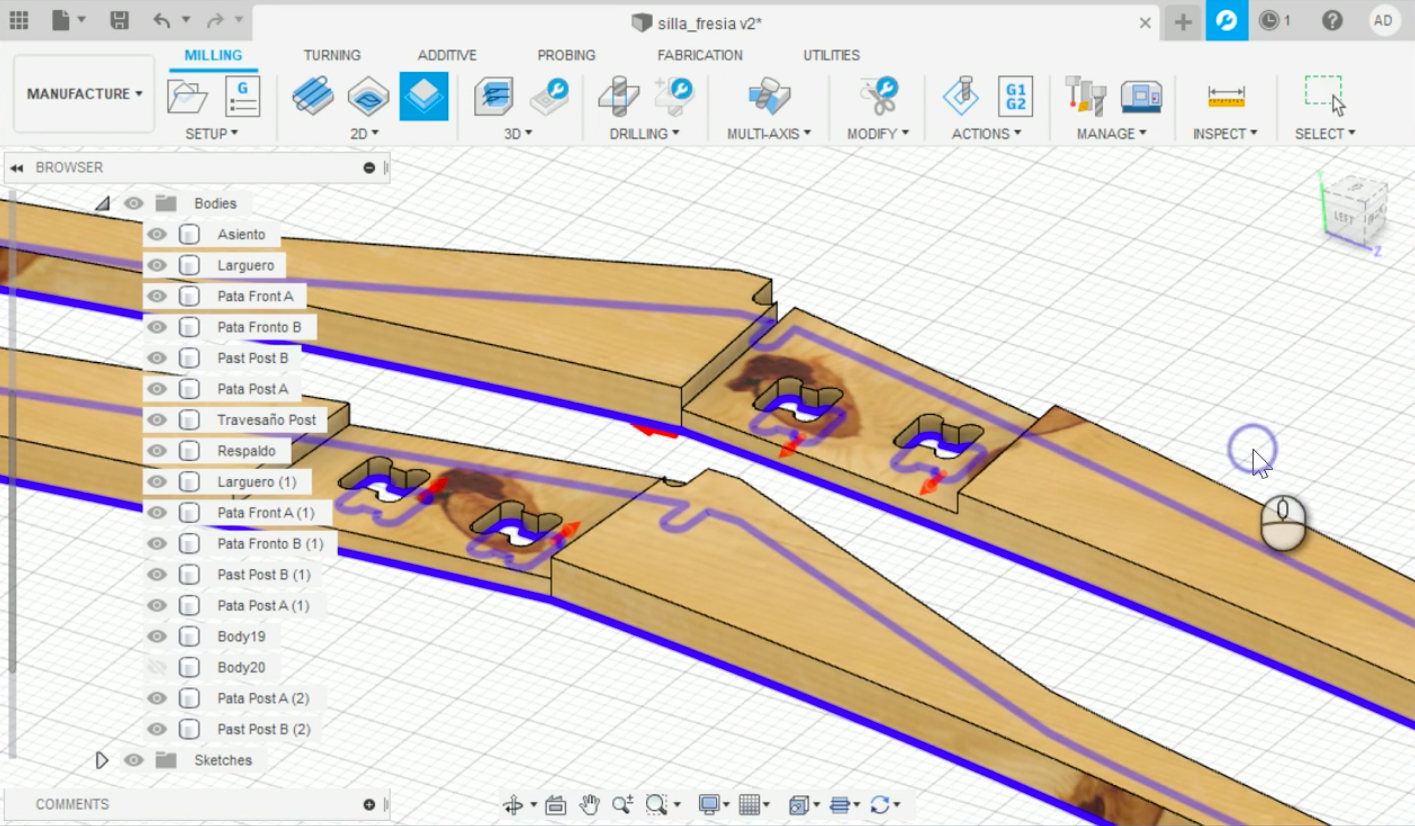 silla_fresia v2*
1
AD
MILLING TURNING ADDITIVE PROBING FABRICATION UTILITIES
MANUFACTURE
G
G1
G2
SETUP 2D 3D DRILLING MULTI-AXIS MODIFY ACTIONS MANAGE INSPECT SELECT
BROWSER
Bodies
Asiento
Larguero
Pata Front A
Pata Fronto B
Past Post B
Pata Post A
Travesaño Post
Respaldo
Larguero (1)
Pata Front A (1)
Pata Fronto B (1)
Past Post B (1)
Pata Post A (1)
Body19
Body20
Pata Post A (2)
Past Post B (2)
Sketches
COMMENTS
Y
LEFT
Z